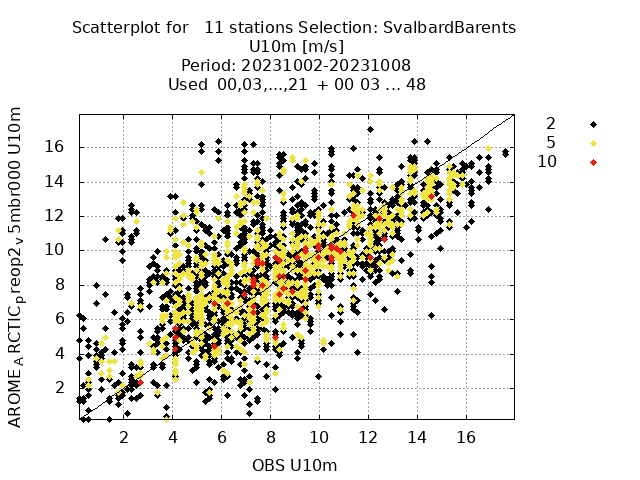 Scatterplot for 11 stations Selection: SvalbardBarents
U10m [m/s]
Period: 20231002-20231008
Used 00,03,...,21 + 00 03 ... 48
2
5
10
AROME_ARCTIC_preop2_v5mbr000 U10m
16
14
12
10
8
6
4
2
2 4 6 8 10 12 14 16
OBS U10m